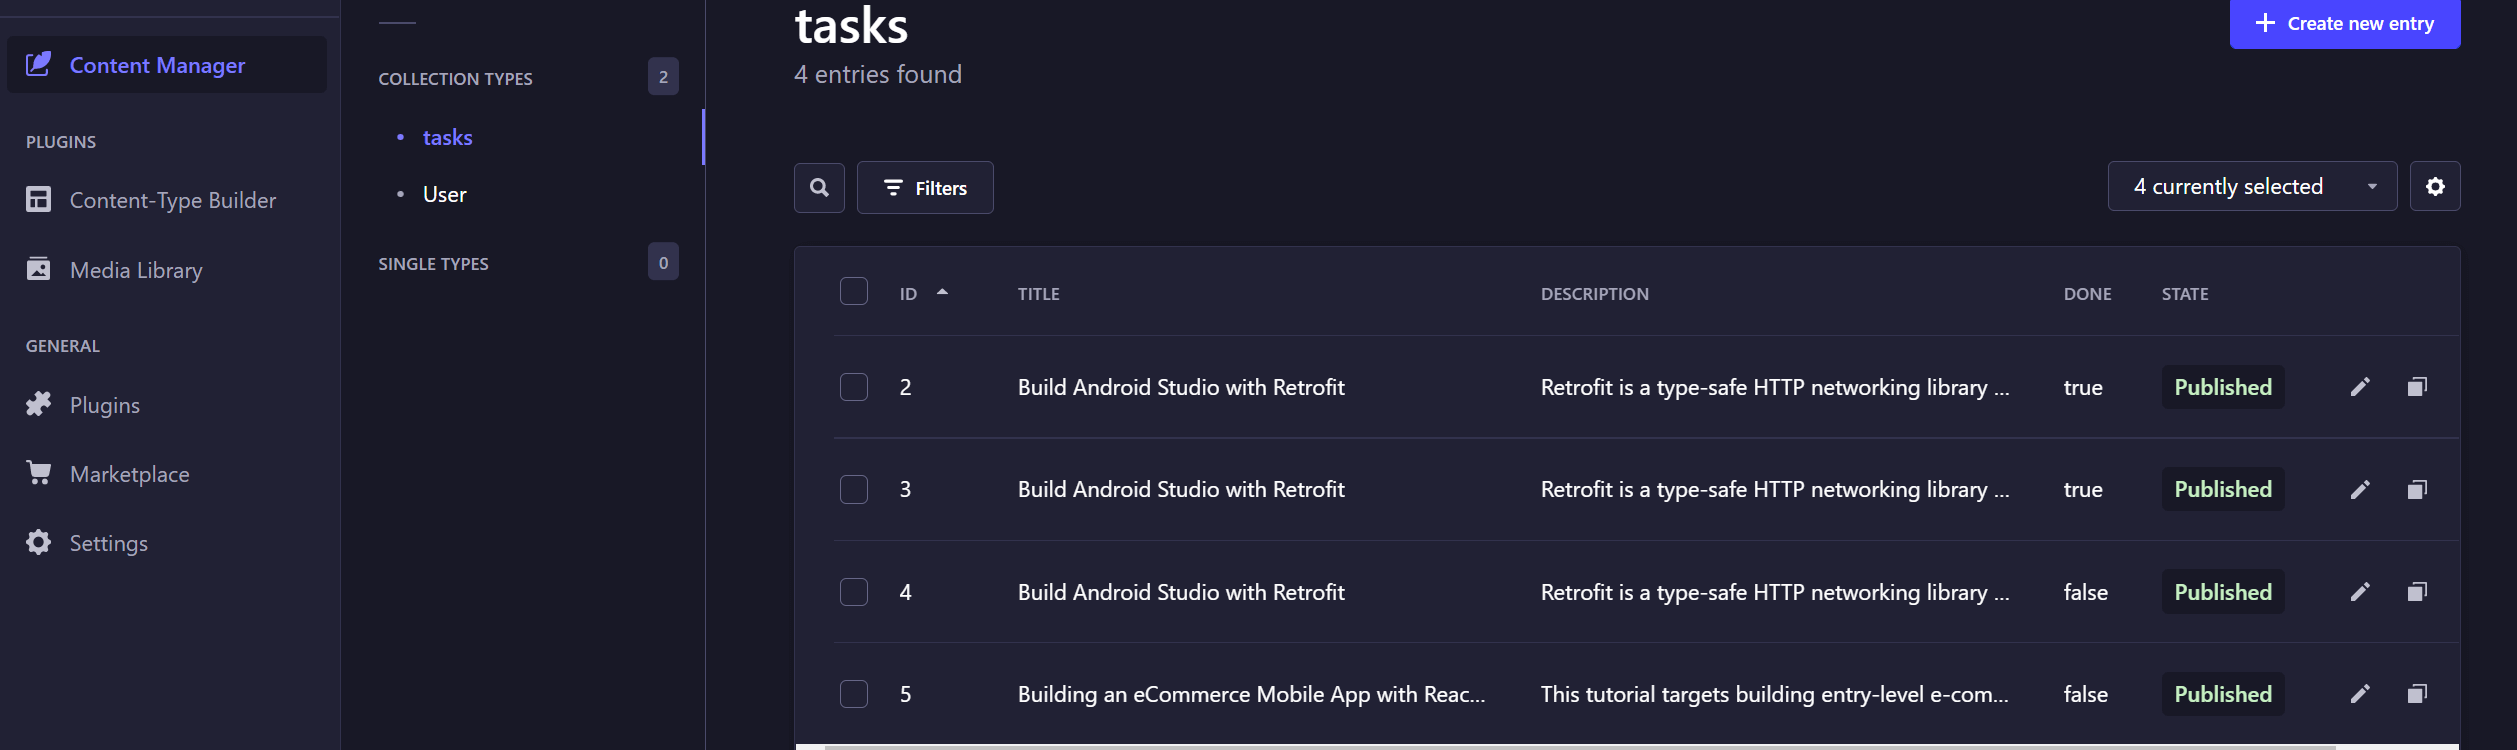 Content Manager
PLUGINS
Content-Type Builder
Media Library
GENERAL
Plugins
Marketplace
Settings
COLLECTION TYPES 2
tasks
User
SINGLE TYPES 0
tasks
4 entries found
Create new entry
Filters
4 currently selected
ID TITLE DESCRIPTION DONE STATE
2 Build Android Studio with Retrofit Retrofit is a type-safe HTTP networking library ... true Published
3 Build Android Studio with Retrofit Retrofit is a type-safe HTTP networking library ... true Published
4 Build Android Studio with Retrofit Retrofit is a type-safe HTTP networking library ... false Published
5 Building an eCommerce Mobile App with Reac... This tutorial targets building entry-level e-com... false Published